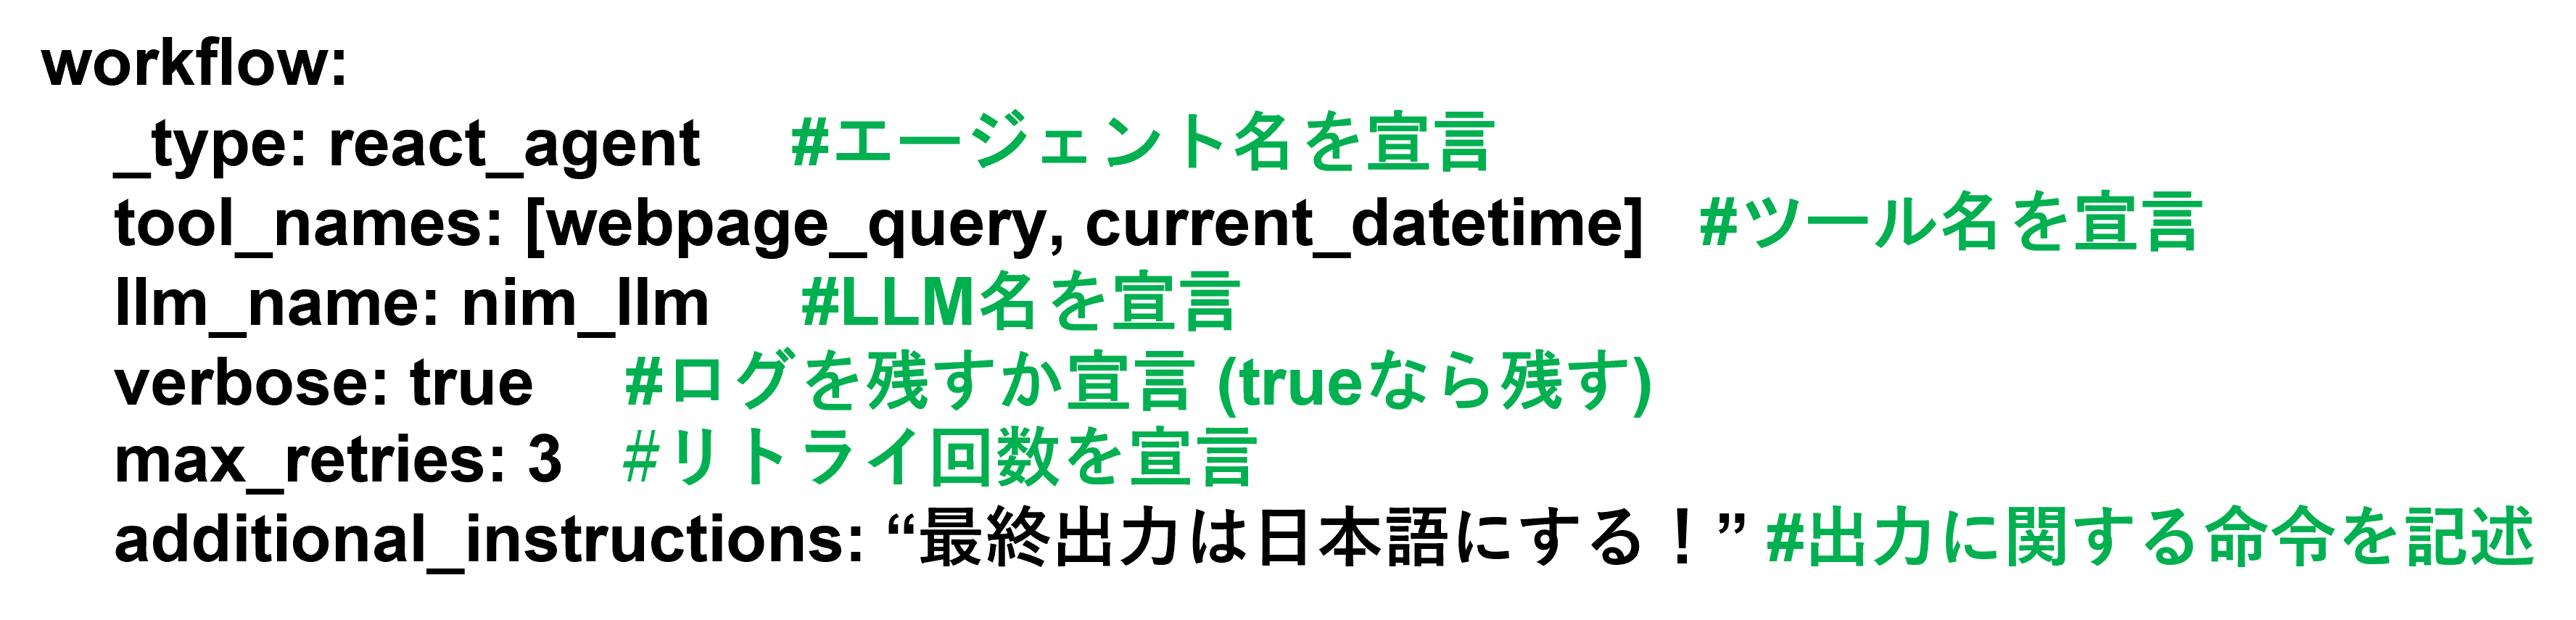 workflow:
_type: react_agent #エージェント名を宣言
tool_names: [webpage_query, current_datetime] #ツール名を宣言
llm_name: nim_llm #LLM名を宣言
verbose: true #ログを残すか宣言 (trueなら残す)
max_retries: 3 #リトライ回数を宣言
additional_instructions: “最終出力は日本語にする！” #出力に関する命令を記述